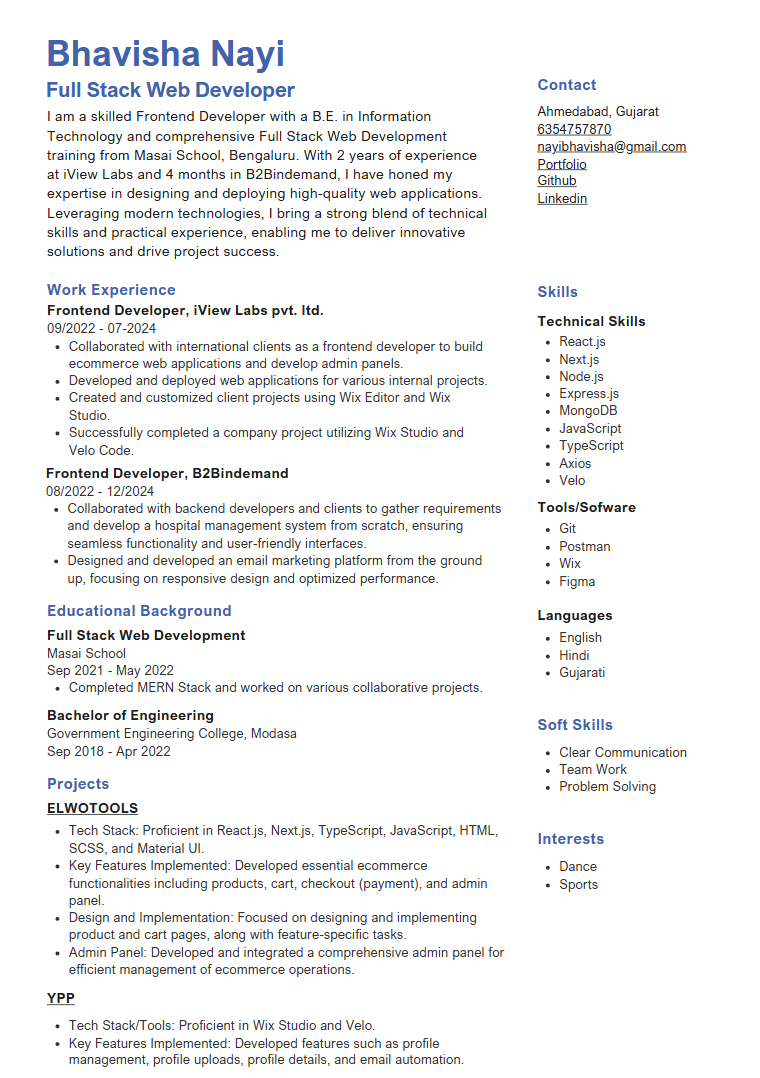 Bhavisha Nayi
Full Stack Web Developer
I am a skilled Frontend Developer with a B.E. in Information
Technology and comprehensive Full Stack Web Development
training from Masai School, Bengaluru. With 2 years of experience
at iView Labs and 4 months in B2Bindemand, I have honed my
expertise in designing and deploying high-quality web applications.
Leveraging modern technologies, I bring a strong blend of technical
skills and practical experience, enabling me to deliver innovative
solutions and drive project success.
Work Experience
Frontend Developer, iView Labs pvt. ltd.
09/2022 - 07-2024
• Collaborated with international clients as a frontend developer to build
ecommerce web applications and develop admin panels.
• Developed and deployed web applications for various internal projects.
• Created and customized client projects using Wix Editor and Wix
Studio.
• Successfully completed a company project utilizing Wix Studio and
Velo Code.
Frontend Developer, B2Bindemand
08/2022 - 12/2024
• Collaborated with backend developers and clients to gather requirements
and develop a hospital management system from scratch, ensuring
seamless functionality and user-friendly interfaces.
• Designed and developed an email marketing platform from the ground
up, focusing on responsive design and optimized performance.
Educational Background
Full Stack Web Development
Masai School
Sep 2021 - May 2022
• Completed MERN Stack and worked on various collaborative projects.
Bachelor of Engineering
Government Engineering College, Modasa
Sep 2018 - Apr 2022
Projects
ELWOTOOLS
• Tech Stack: Proficient in React.js, Next.js, TypeScript, JavaScript, HTML,
SCSS, and Material UI.
• Key Features Implemented: Developed essential ecommerce
functionalities including products, cart, checkout (payment), and admin
panel.
• Design and Implementation: Focused on designing and implementing
product and cart pages, along with feature-specific tasks.
• Admin Panel: Developed and integrated a comprehensive admin panel for
efficient management of ecommerce operations.
YPP
• Tech Stack/Tools: Proficient in Wix Studio and Velo.
• Key Features Implemented: Developed features such as profile
management, profile uploads, profile details, and email automation.
Contact
Ahmedabad, Gujarat
6354757870
nayibhavisha@gmail.com
Portfolio
Github
Linkedin
Skills
Technical Skills
• React.js
• Next.js
• Node.js
• Express.js
• MongoDB
• JavaScript
• TypeScript
• Axios
• Velo
Tools/Sofware
• Git
• Postman
• Wix
• Figma
Languages
• English
• Hindi
• Gujarati
Soft Skills
• Clear Communication
• Team Work
• Problem Solving
Interests
• Dance
• Sports